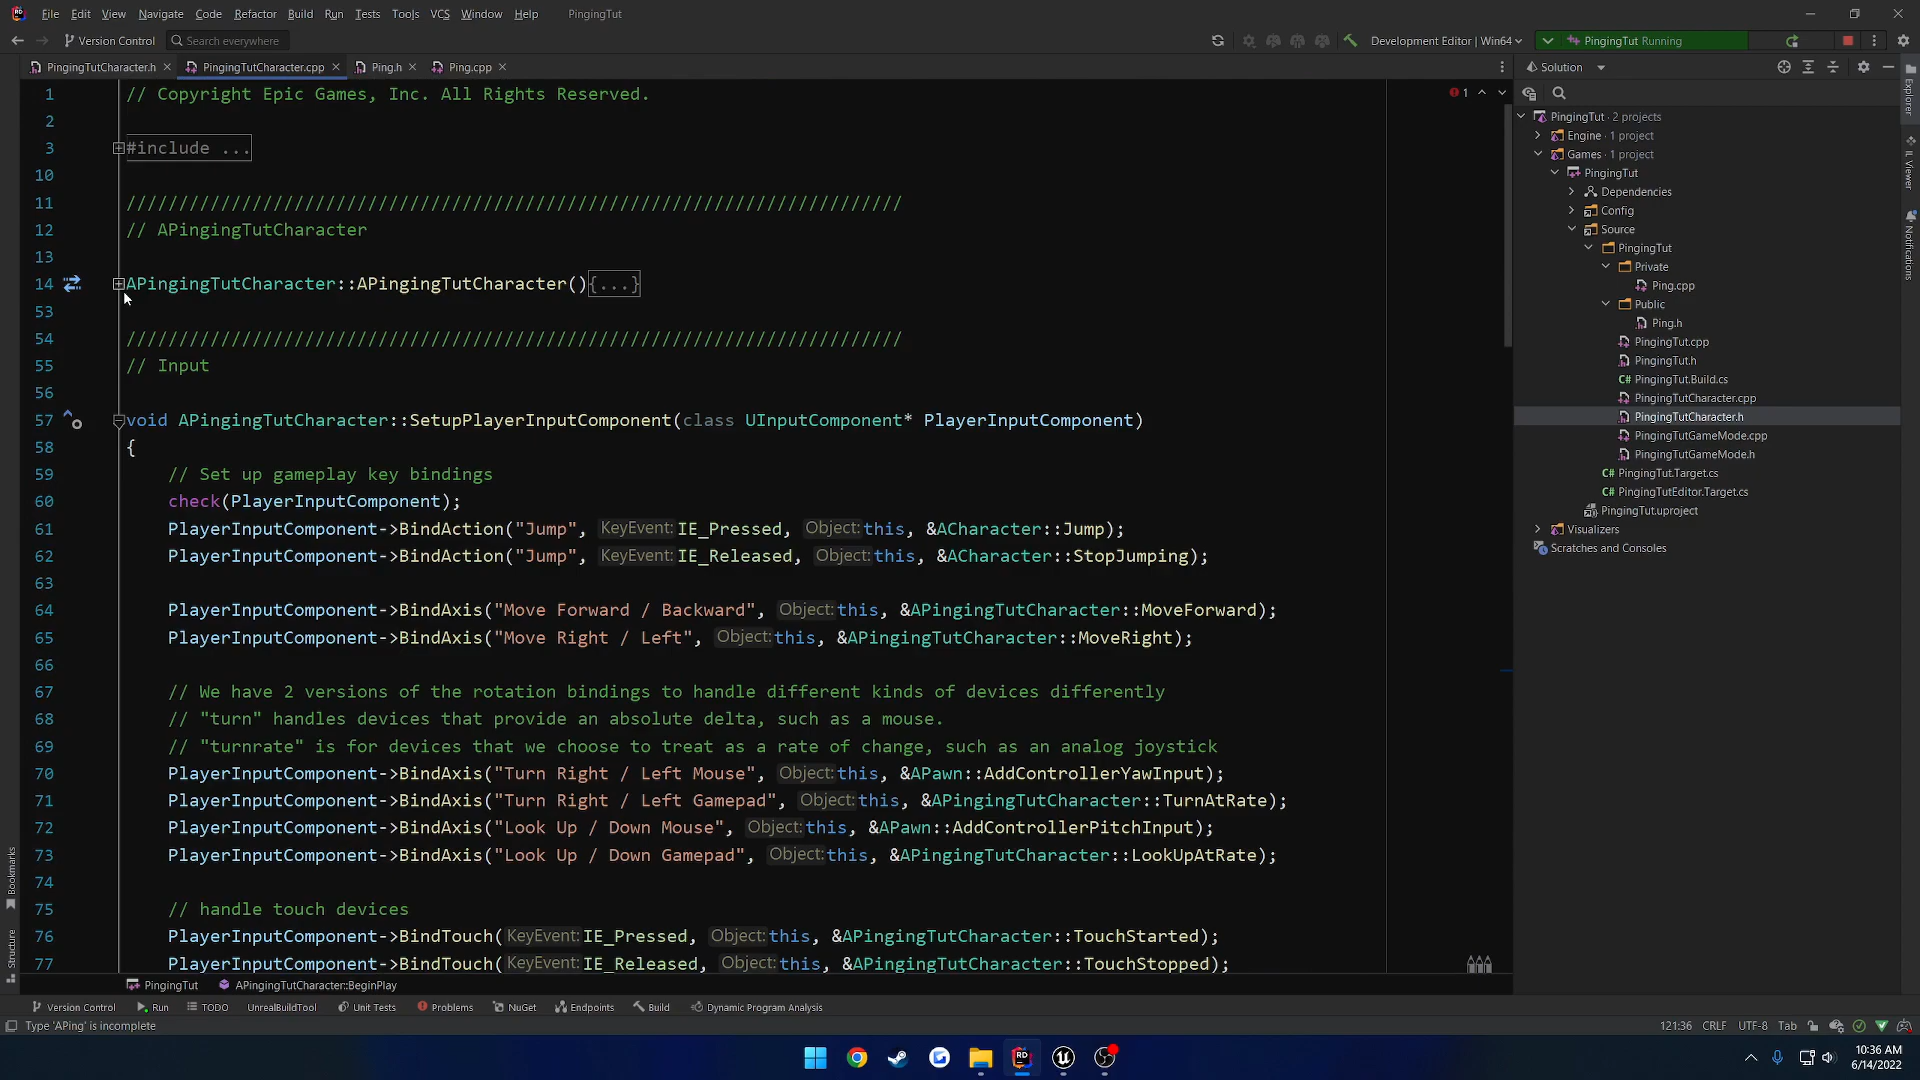 File Edit View Navigate Code Refactor Build Run Tests Tools VCS Window Help PingingTut
Version Control Search everywhere Development Editor | Win64 PingingTut Running
PingingTutCharacter.h PingingTutCharacter.cpp Ping.h Ping.cpp Solution
1 // Copyright Epic Games, Inc. All Rights Reserved. 1
2
3 #include ...
10
11 //////////////////////////////////////////////////////////////////////////
12 // APingingTutCharacter
13
14 APingingTutCharacter::APingingTutCharacter(){...}
53
54 //////////////////////////////////////////////////////////////////////////
55 // Input
56
57 void APingingTutCharacter::SetupPlayerInputComponent(class UInputComponent* PlayerInputComponent)
58 {
59 // Set up gameplay key bindings
60 check(PlayerInputComponent);
61 PlayerInputComponent->BindAction("Jump", KeyEvent: IE_Pressed, Object: this, &ACharacter::Jump);
62 PlayerInputComponent->BindAction("Jump", KeyEvent: IE_Released, Object: this, &ACharacter::StopJumping);
63
64 PlayerInputComponent->BindAxis("Move Forward / Backward", Object: this, &APingingTutCharacter::MoveForward);
65 PlayerInputComponent->BindAxis("Move Right / Left", Object: this, &APingingTutCharacter::MoveRight);
66
67 // We have 2 versions of the rotation bindings to handle different kinds of devices differently
68 // "turn" handles devices that provide an absolute delta, such as a mouse.
69 // "turnrate" is for devices that we choose to treat as a rate of change, such as an analog joystick
70 PlayerInputComponent->BindAxis("Turn Right / Left Mouse", Object: this, &APawn::AddControllerYawInput);
71 PlayerInputComponent->BindAxis("Turn Right / Left Gamepad", Object: this, &APingingTutCharacter::TurnAtRate);
72 PlayerInputComponent->BindAxis("Look Up / Down Mouse", Object: this, &APawn::AddControllerPitchInput);
73 PlayerInputComponent->BindAxis("Look Up / Down Gamepad", Object: this, &APingingTutCharacter::LookUpAtRate);
74
75 // handle touch devices
76 PlayerInputComponent->BindTouch(KeyEvent: IE_Pressed, Object: this, &APingingTutCharacter::TouchStarted);
77 PlayerInputComponent->BindTouch(KeyEvent: IE_Released, Object: this, &APingingTutCharacter::TouchStopped);
PingingTut · 2 projects
Engine · 1 project
Games · 1 project
PingingTut
Dependencies
Config
Source
PingingTut
Private
Ping.cpp
Public
Ping.h
PingingTut.cpp
PingingTut.h
C# PingingTut.Build.cs
PingingTutCharacter.cpp
PingingTutCharacter.h
PingingTutGameMode.cpp
PingingTutGameMode.h
C# PingingTut.Target.cs
C# PingingTutEditor.Target.cs
PingingTut.uproject
Visualizers
Scratches and Consoles
Explorer
IL Viewer
Notifications
Bookmarks
Structure
PingingTut APingingTutCharacter::BeginPlay
Version Control Run TODO UnrealBuildTool Unit Tests Problems NuGet Endpoints Build Dynamic Program Analysis
Type 'APing' is incomplete 121:36 CRLF UTF-8 Tab
RD
10:36 AM
6/14/2022